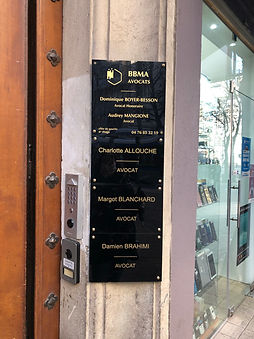 BBMA
AVOCATS
Dominique BOYER-BESSON
Avocat Honoraire
Audrey MANGIONE
Avocat
04 76 03 32 59
Charlotte ALLOUCHE
AVOCAT
Margot BLANCHARD
AVOCAT
Damien BRAHIMI
AVOCAT